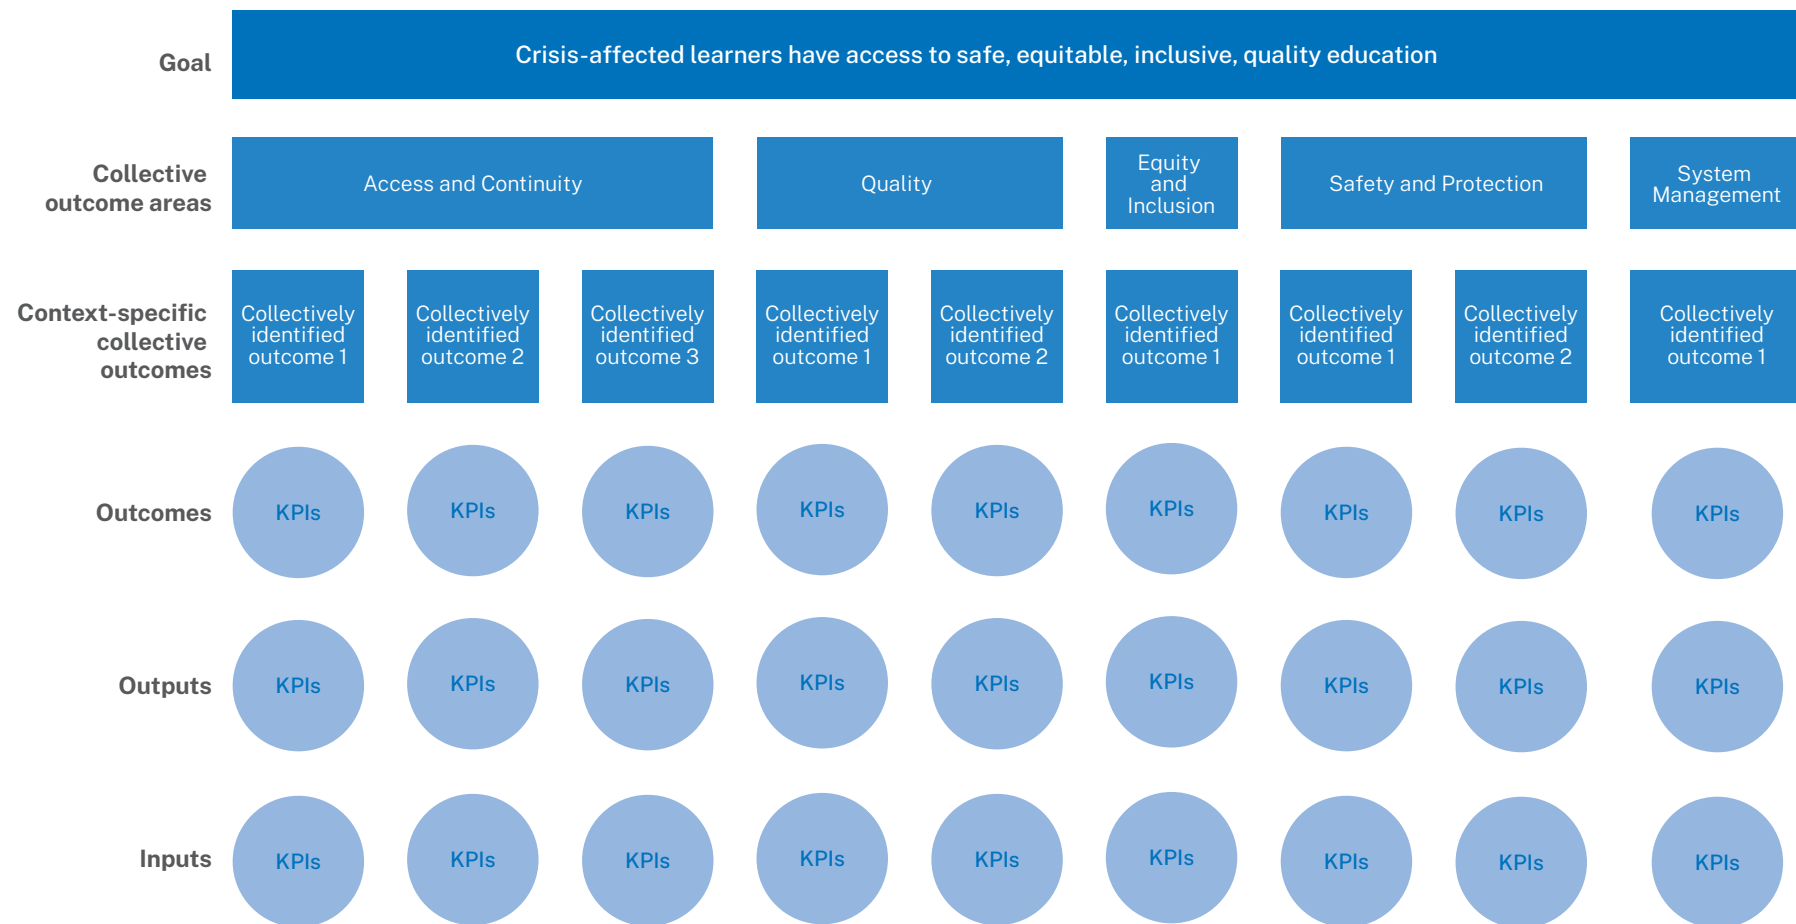 Goal
Crisis-affected learners have access to safe, equitable, inclusive, quality education
Collective
outcome areas
Access and Continuity
Quality
Equity
and
Inclusion
Safety and Protection
System
Management
Context-specific
collective
outcomes
Collectively
identified
outcome 1
Collectively
identified
outcome 2
Collectively
identified
outcome 3
Collectively
identified
outcome 1
Collectively
identified
outcome 2
Collectively
identified
outcome 1
Collectively
identified
outcome 1
Collectively
identified
outcome 2
Collectively
identified
outcome 1
Outcomes
KPIs
KPIs
KPIs
KPIs
KPIs
KPIs
KPIs
KPIs
KPIs
Outputs
KPIs
KPIs
KPIs
KPIs
KPIs
KPIs
KPIs
KPIs
KPIs
Inputs
KPIs
KPIs
KPIs
KPIs
KPIs
KPIs
KPIs
KPIs
KPIs